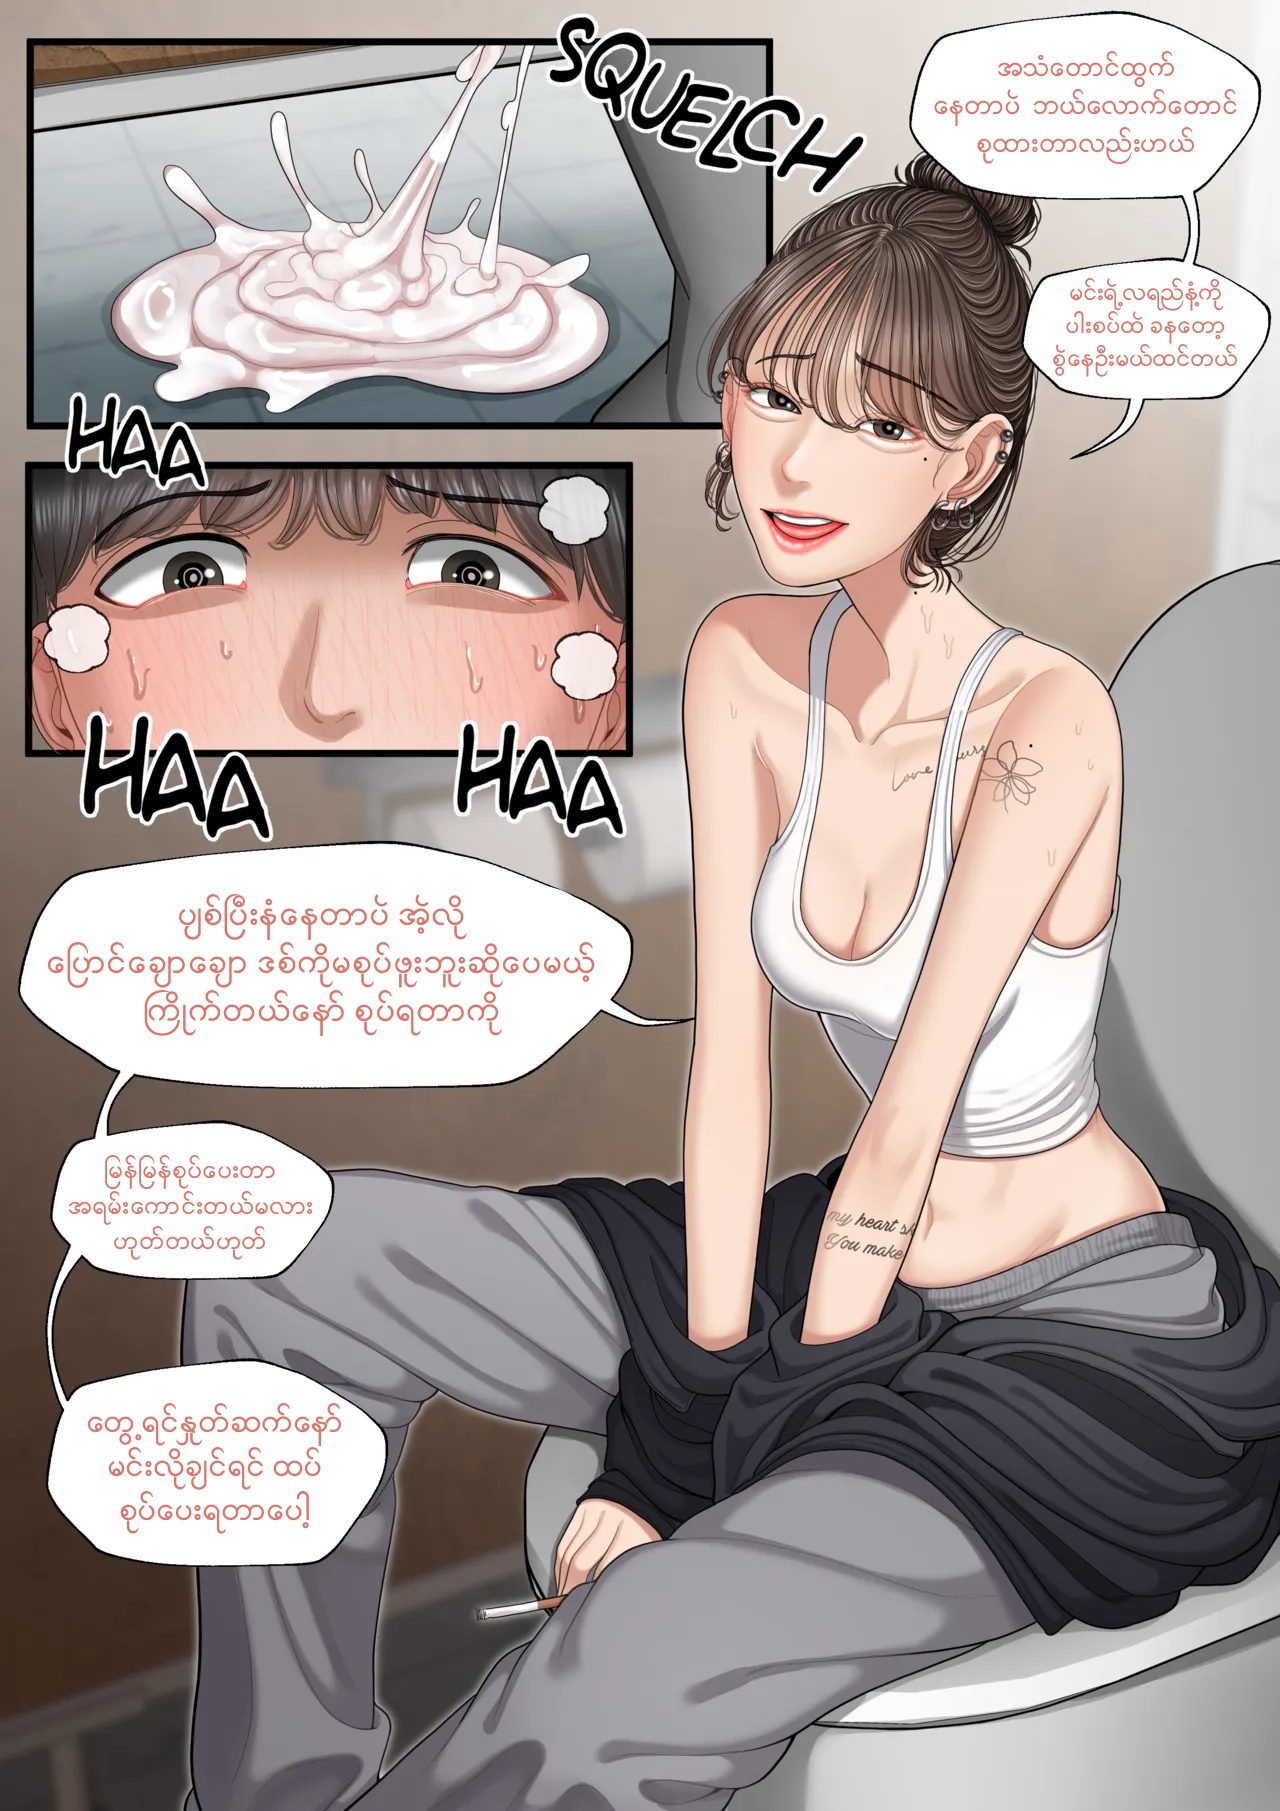 SQUELCH
အသံတောင်ထွက်
နေတာပဲ ဘယ်လောက်တောင်
စုထားတာလည်းဟယ်
မင်းရဲ့လရည်နံ့ကို
ပါးစပ်ထဲ ခနတော့
စွဲနေဦးမယ်ထင်တယ်
HAA
HAA
HAA
ပျစ်ပြီးနံနေတာပဲ အဲ့လို
ပြောင်ချောချော ဒစ်ကိုမစုပ်ဖူးဘူးဆိုပေမယ့်
ကြိုက်တယ်နော် စုပ်ရတာကို
မြန်မြန်စုပ်ပေးတာ
အရမ်းကောင်းတယ်မလား
ဟုတ်တယ်ဟုတ်
တွေ့ရင်နှုတ်ဆက်နော်
မင်းလိုချင်ရင် ထပ်
စုပ်ပေးရတာပေါ့
Love
my heart sk
You make